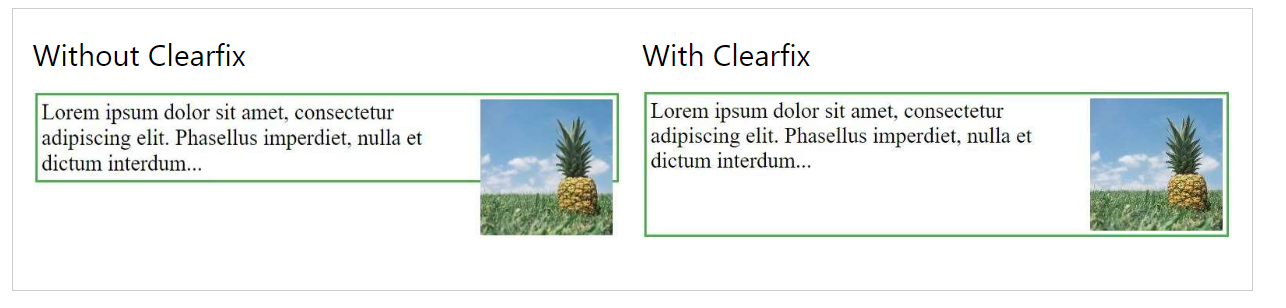 Without Clearfix
Lorem ipsum dolor sit amet, consectetur
adipiscing elit. Phasellus imperdiet, nulla et
dictum interdum...
With Clearfix
Lorem ipsum dolor sit amet, consectetur
adipiscing elit. Phasellus imperdiet, nulla et
dictum interdum...